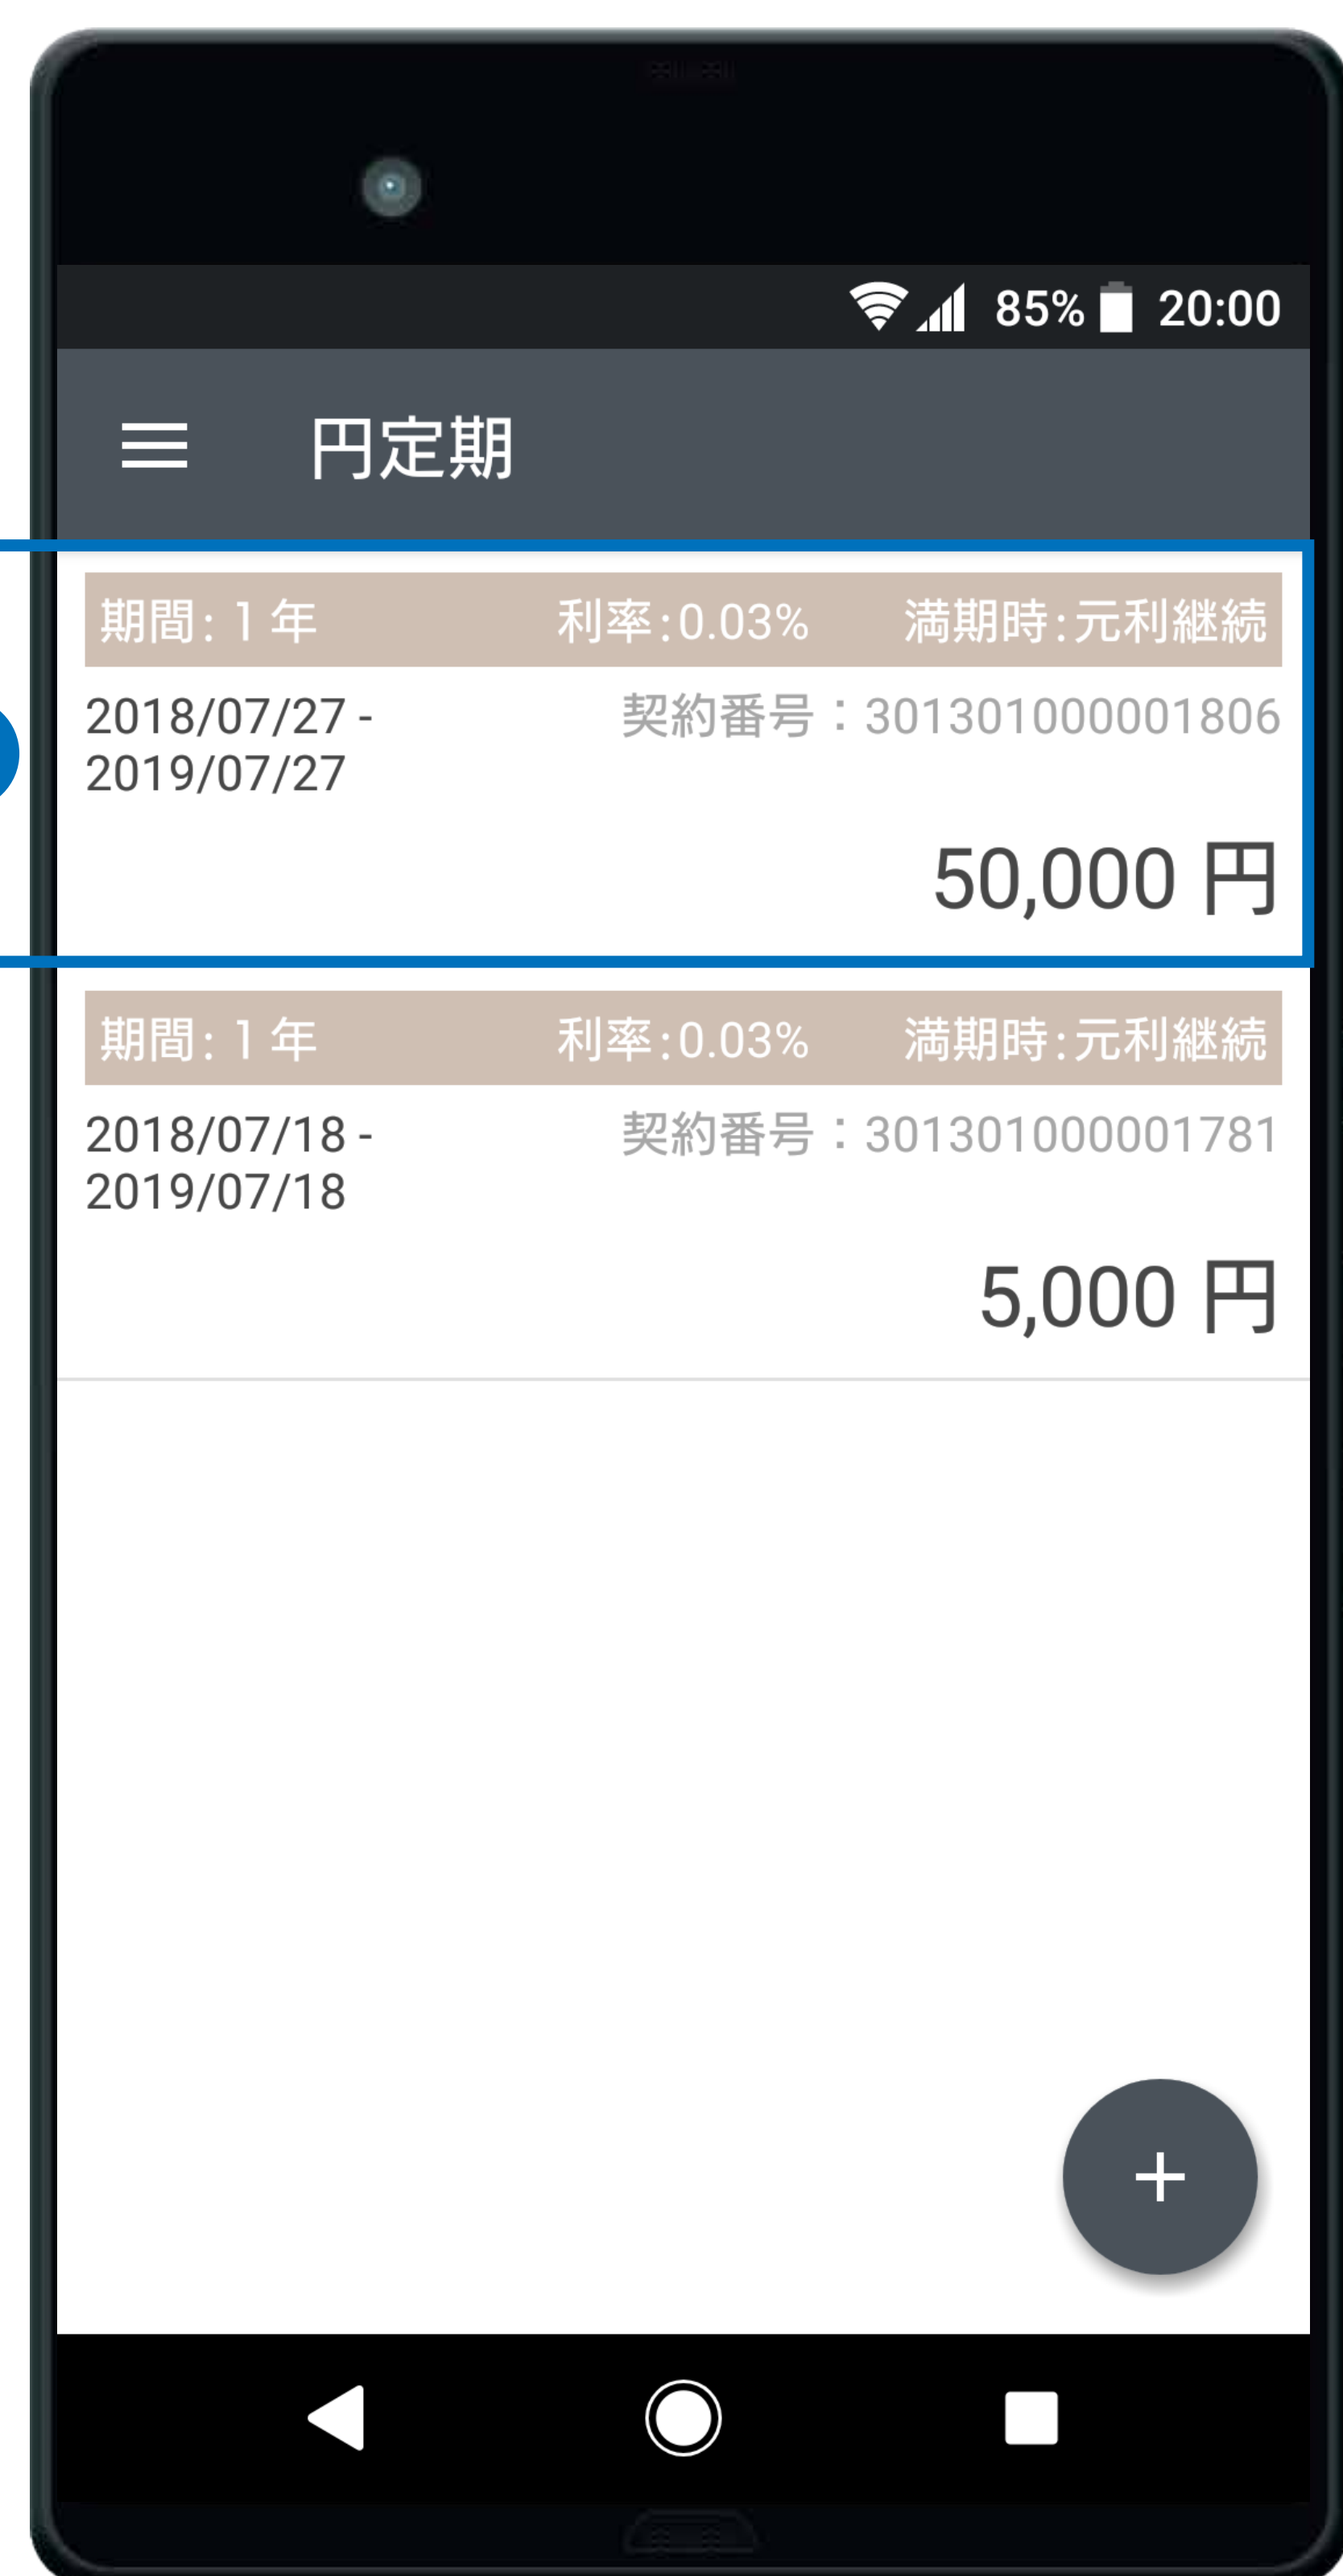 85% 20:00
円定期
期間: 1 年 利率:0.03% 満期時:元利継続
2018/07/27 - 契約番号：301301000001806
2019/07/27
50,000 円
期間: 1 年 利率:0.03% 満期時:元利継続
2018/07/18 - 契約番号：301301000001781
2019/07/18
5,000 円